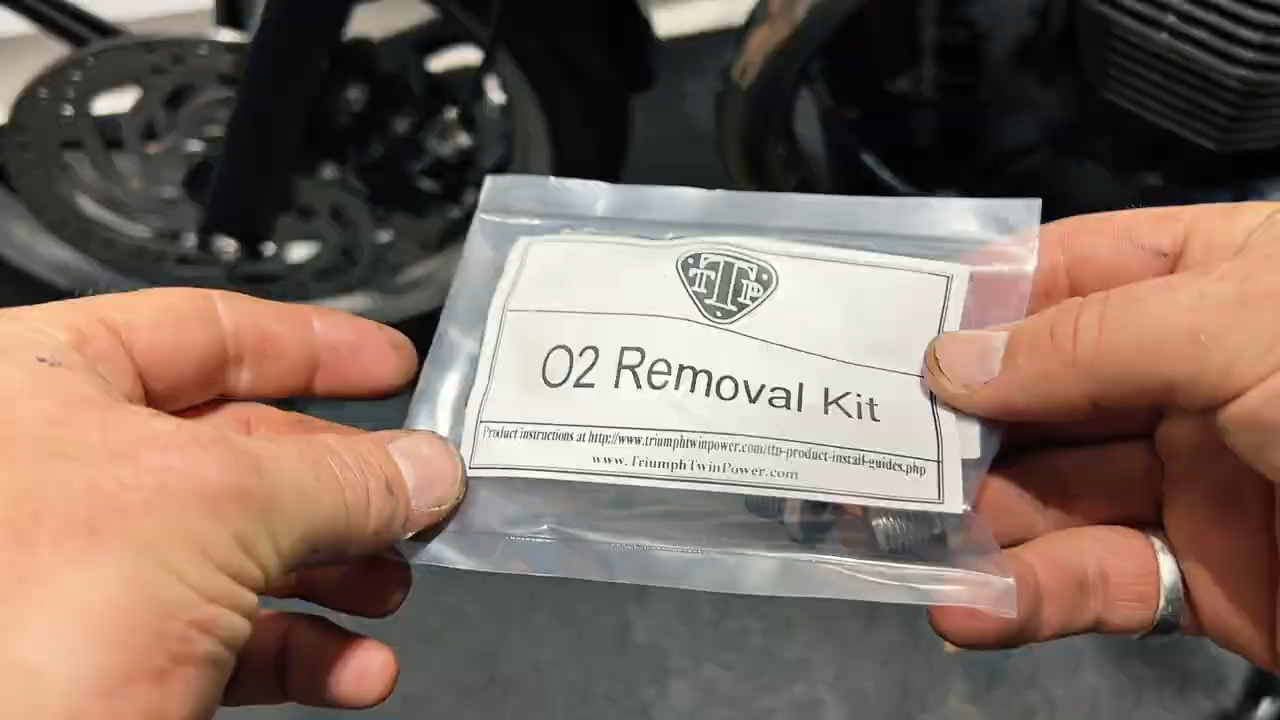 TTP
O2 Removal Kit
Product instructions at http://www.triumphtwinpower.com/ttp-product-install-guides.php
www.TriumphTwinPower.com